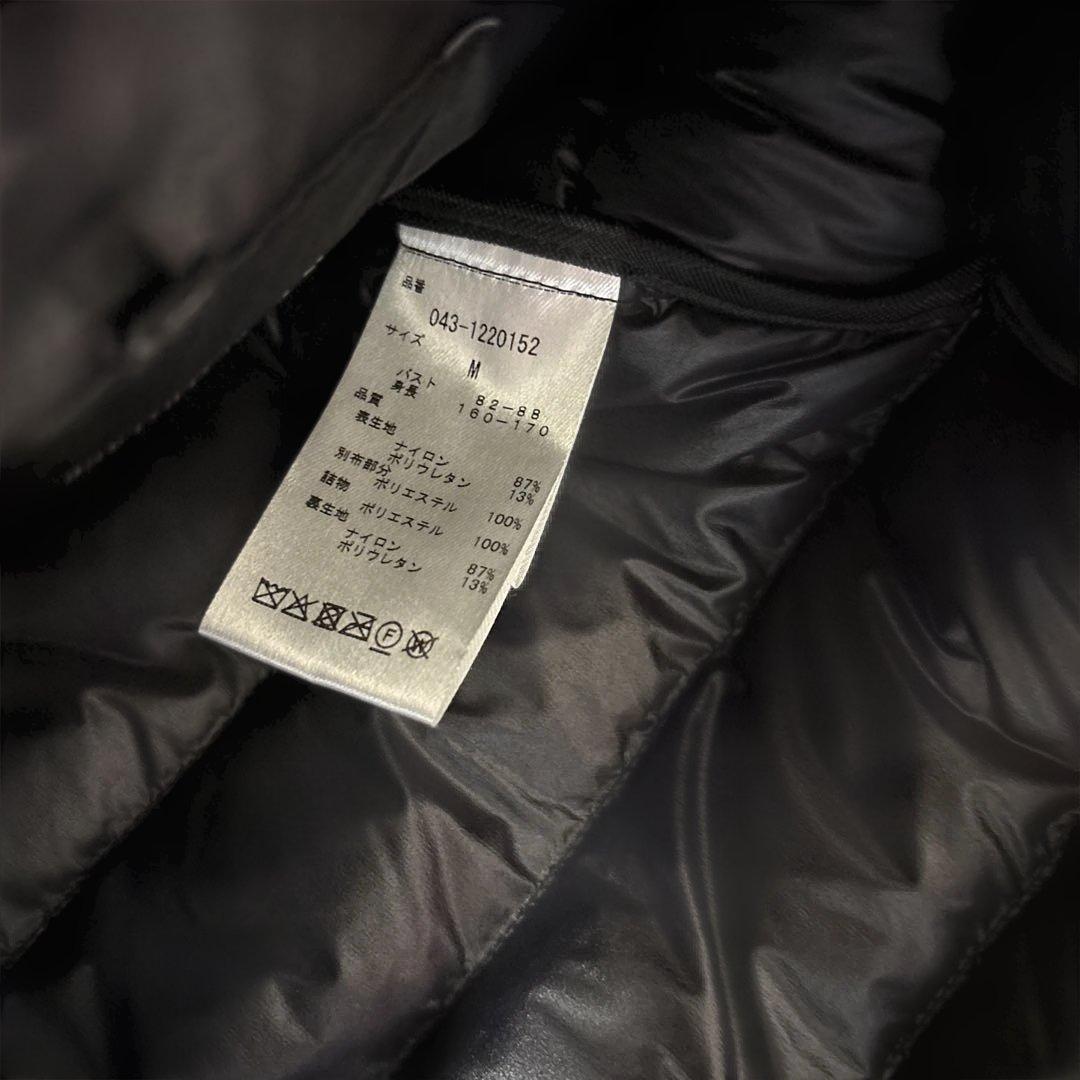 品番
043-1220152
サイズ
M
バスト 82-88
身長 160-170
品質
表生地
ナイロン 87%
ポリウレタン 13%
別布部分
ポリエステル 100%
詰物
ポリエステル 100%
裏生地
ナイロン 87%
ポリウレタン 13%
F W